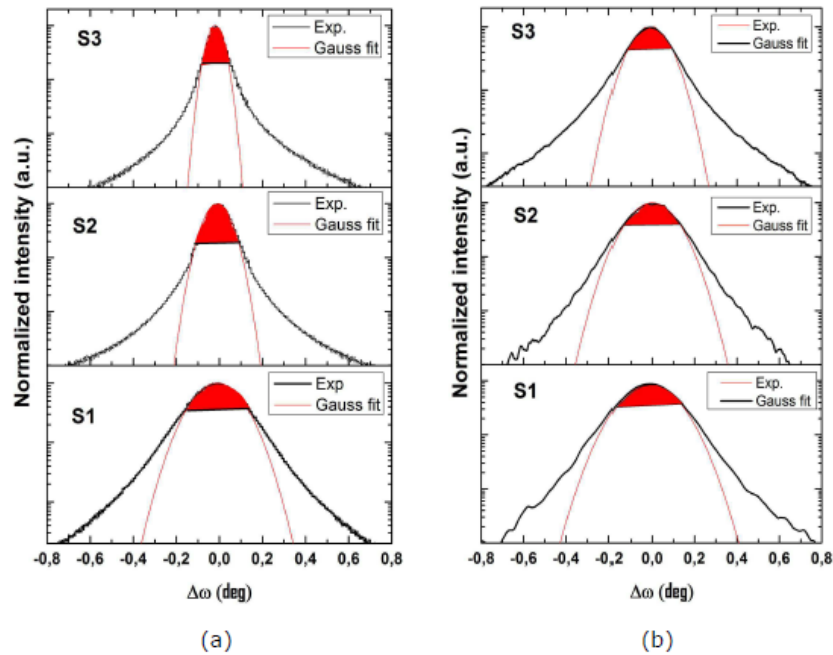 S3
Exp.
Gauss fit
S2
Exp.
Gauss fit
S1
Exp
Gauss fit
Normalized intensity (a.u.)
-0,8 -0,6 -0,4 -0,2 0,0 0,2 0,4 0,6 0,8
Δω (deg)
(a)
S3
Exp.
Gauss fit
S2
Exp.
Gauss fit
S1
Exp.
Gauss fit
Normalized intensity (a.u.)
-0,8 -0,6 -0,4 -0,2 0,0 0,2 0,4 0,6 0,8
Δω (deg)
(b)